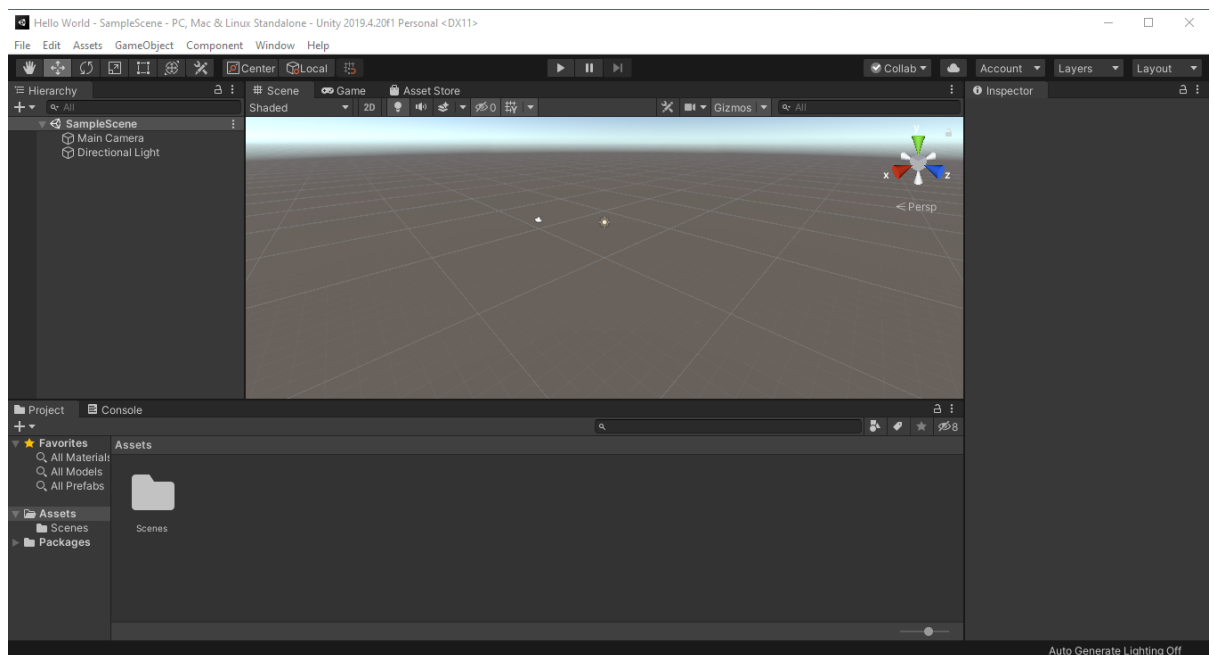 Hello World - SampleScene - PC, Mac & Linux Standalone - Unity 2019.4.20f1 Personal <DX11>
File Edit Assets GameObject Component Window Help
Center Local Collab Account Layers Layout
Hierarchy Scene Game Asset Store Inspector
All Shaded 2D 0 Gizmos All
SampleScene
Main Camera
Directional Light
y
x z
Persp
Project Console
8
Favorites Assets
All Materials
All Models
All Prefabs
Assets
Scenes Scenes
Packages
Auto Generate Lighting Off